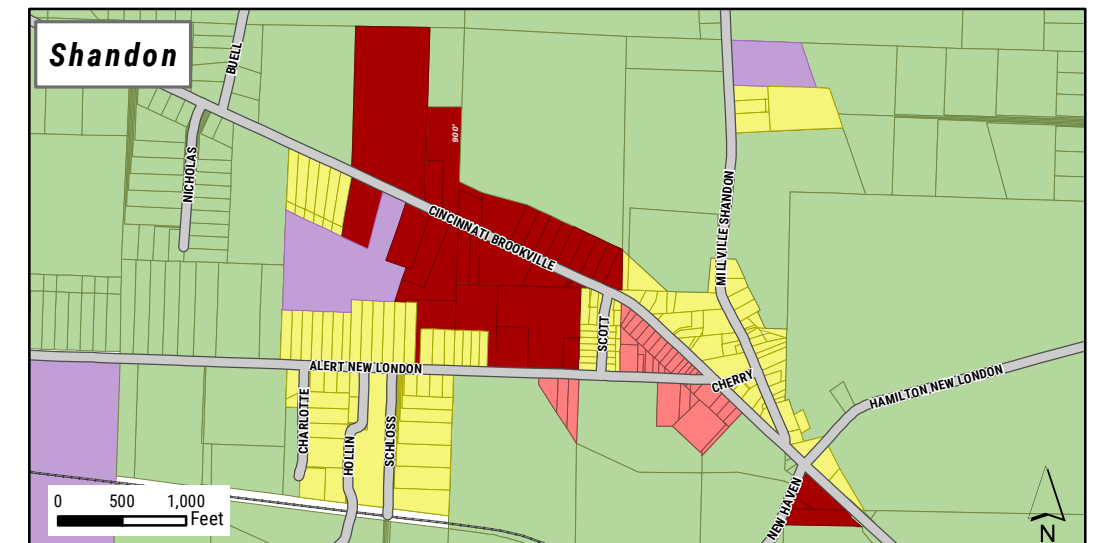 Shandon
BUELL
NICHOLAS
900'
CINCINNATI BROOKVILLE
MILLVILLE SHANDON
SCOTT
ALERT NEW LONDON
CHERRY
HAMILTON NEW LONDON
CHARLOTTE
HOLLIN
SCHLOSS
NEW HAVEN
0 500 1,000
Feet
N